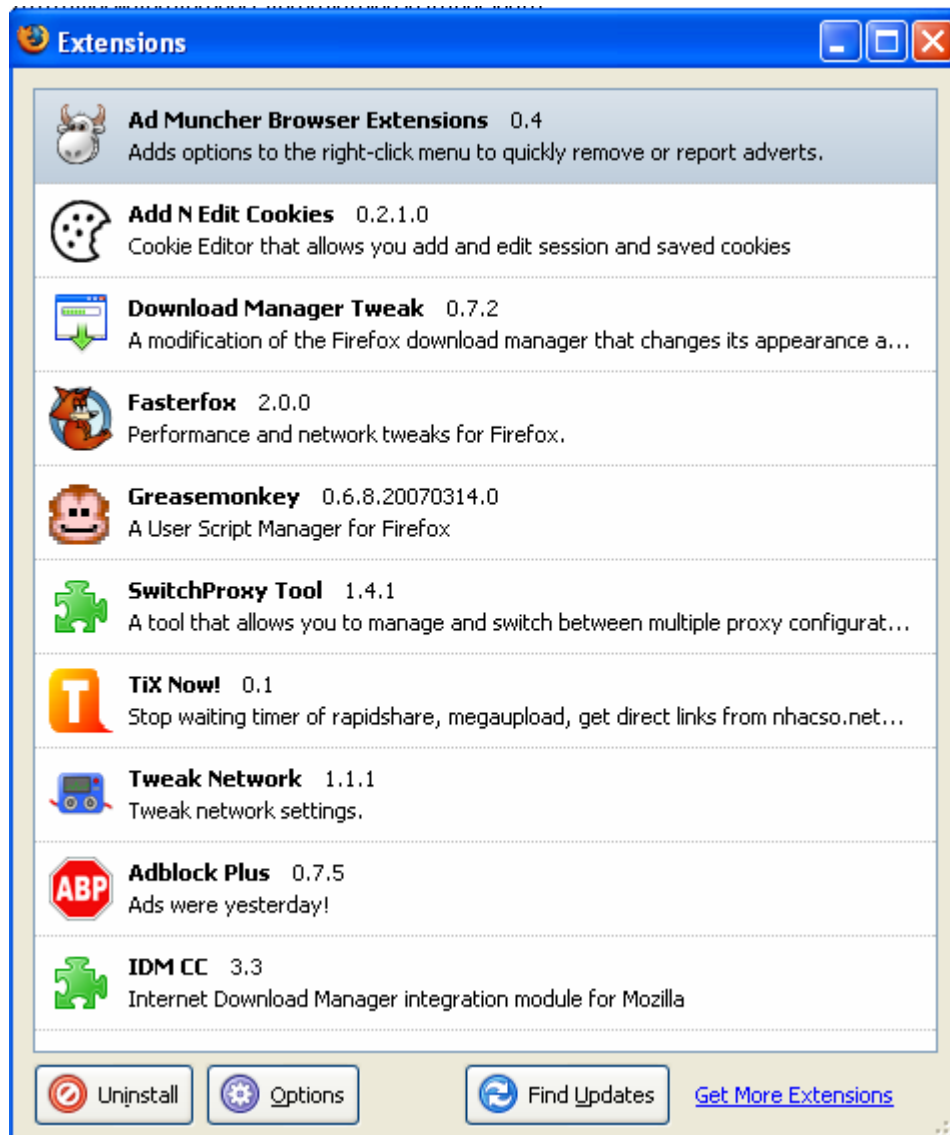 Extensions
Ad Muncher Browser Extensions 0.4
Adds options to the right-click menu to quickly remove or report adverts.
Add N Edit Cookies 0.2.1.0
Cookie Editor that allows you add and edit session and saved cookies
Download Manager Tweak 0.7.2
A modification of the Firefox download manager that changes its appearance a...
Fasterfox 2.0.0
Performance and network tweaks for Firefox.
Greasemonkey 0.6.8.20070314.0
A User Script Manager for Firefox
SwitchProxy Tool 1.4.1
A tool that allows you to manage and switch between multiple proxy configurat...
T
TiX Now! 0.1
Stop waiting timer of rapidshare, megaupload, get direct links from nhacso.net...
Tweak Network 1.1.1
Tweak network settings.
ABP
Adblock Plus 0.7.5
Ads were yesterday!
IDM CC 3.3
Internet Download Manager integration module for Mozilla
Uninstall Options Find Updates Get More Extensions